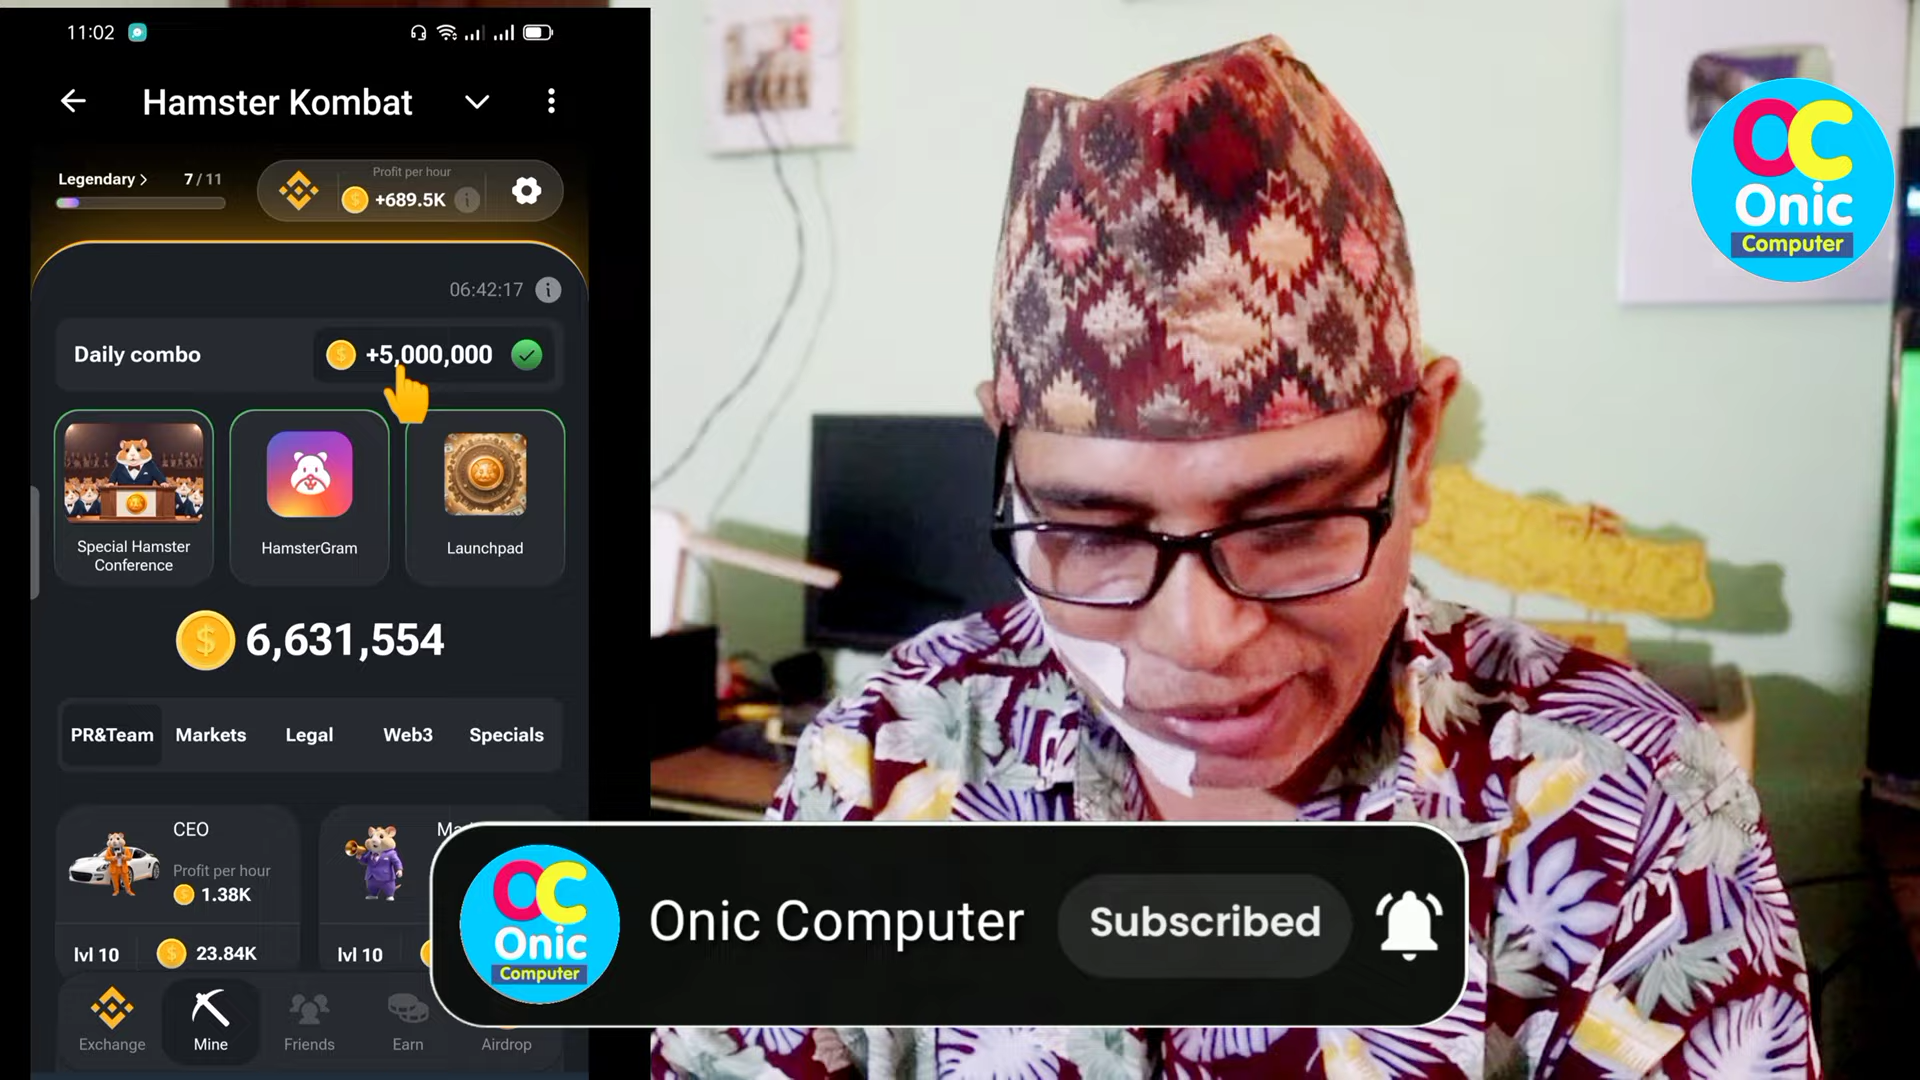 11:02
Hamster Kombat
Legendary
7/11
Profit per hour
+689.5K
06:42:17
Daily combo
+5,000,000
Special Hamster
Conference
HamsterGram
Launchpad
6,631,554
PR&Team
Markets
Legal
Web3
Specials
CEO
Profit per hour
1.38K
lvl 10
23.84K
lvl 10
Exchange
Mine
Friends
Earn
Airdrop
OC
Onic
Computer
OC
Onic
Computer
Onic Computer
Subscribed